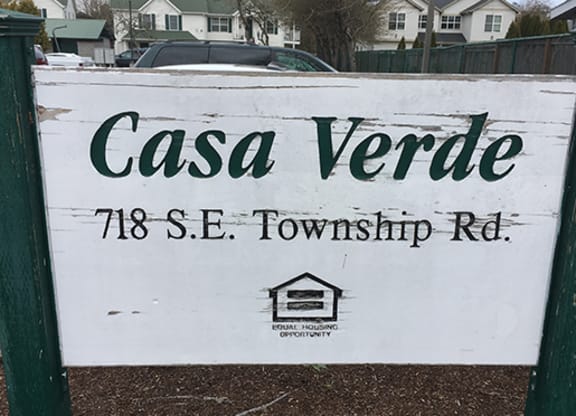 Casa Verde
718 S.E. Township Rd.
EQUAL HOUSING
OPPORTUNITY